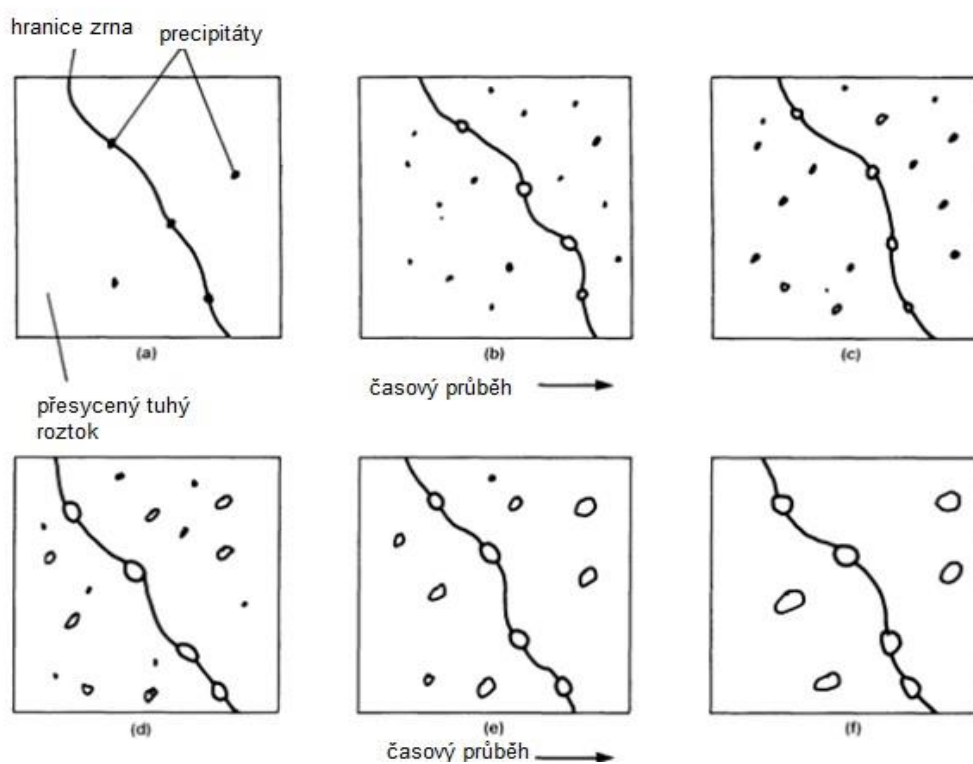 hranice zrna
precipitáty
(a)
(b)
(c)
časový průběh
přesycený tuhý
roztok
(d)
(e)
(f)
časový průběh